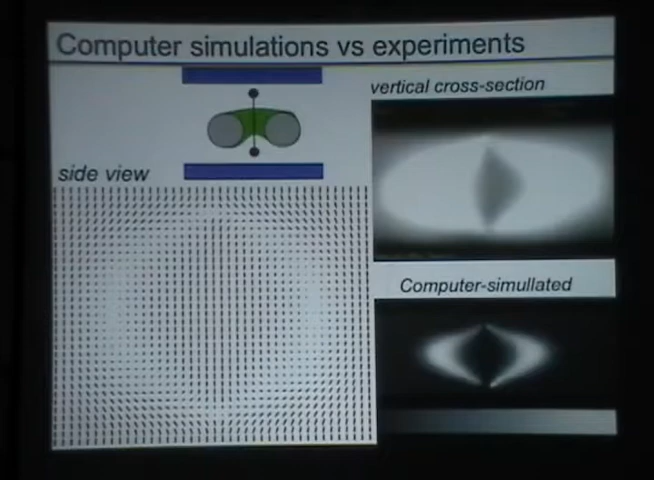 Computer simulations vs experiments
vertical cross-section
side view
Computer-simullated